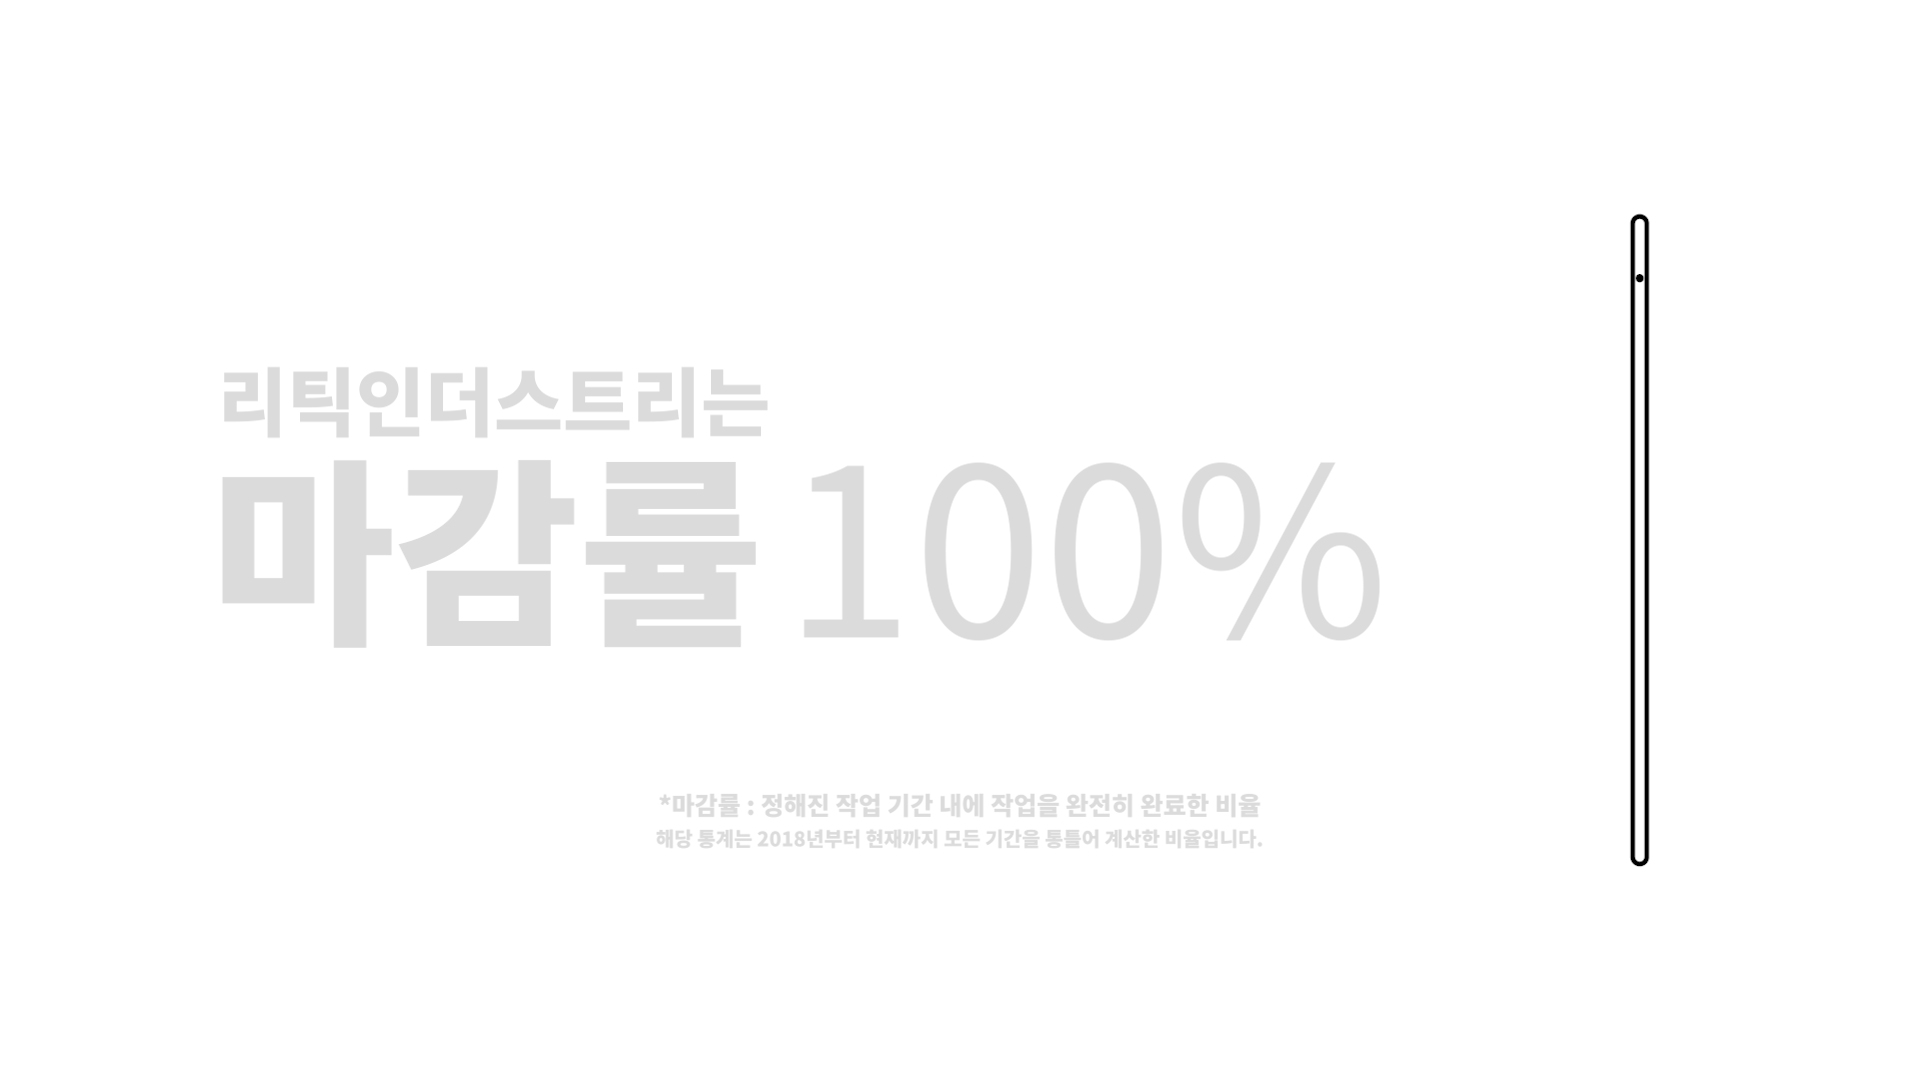 리틱인더스트리는
마감률 100%
*마감률 : 정해진 작업 기간 내에 작업을 완전히 완료한 비율
해당 통계는 2018년부터 현재까지 모든 기간을 통틀어 계산한 비율입니다.